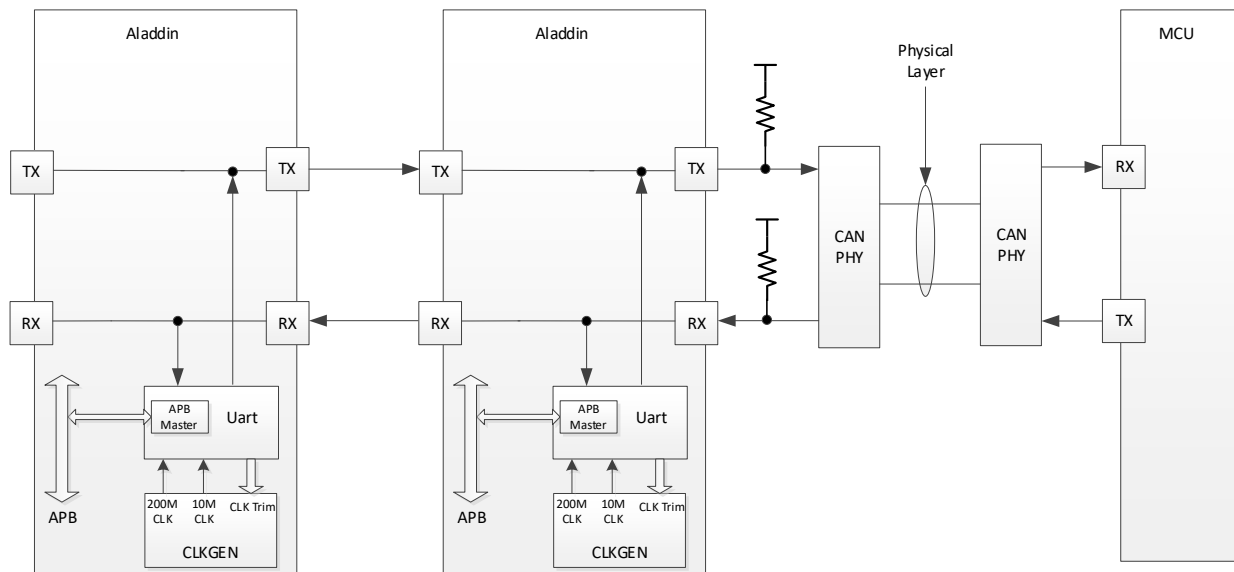 Aladdin
Aladdin
MCU
Physical
Layer
TX
TX
TX
TX
RX
CAN
PHY
CAN
PHY
RX
RX
RX
RX
TX
APB
Master
Uart
APB
Master
Uart
200M
CLK
10M
CLK
CLK Trim
200M
CLK
10M
CLK
CLK Trim
APB
CLKGEN
APB
CLKGEN